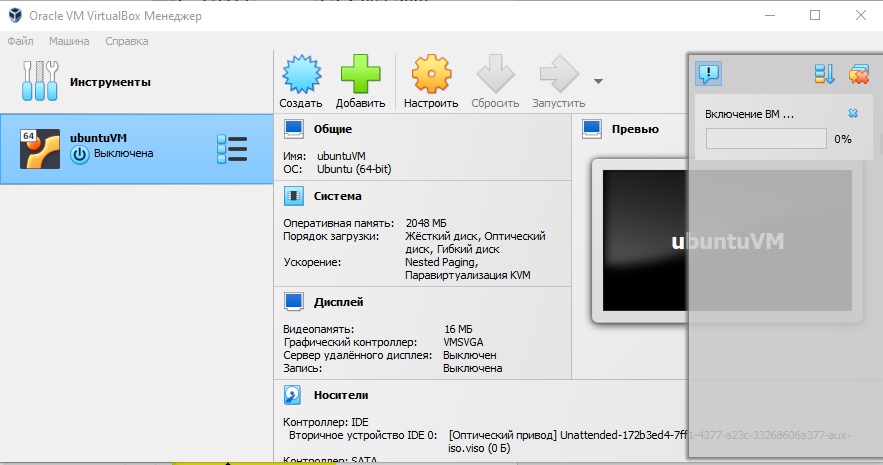 Oracle VM VirtualBox Менеджер
Файл Машина Справка
Инструменты
Создать Добавить Настроить Сбросить Запустить
64
ubuntuVM
Выключена
Общие
Имя: ubuntuVM
ОС: Ubuntu (64-bit)
Система
Оперативная память: 2048 МБ
Порядок загрузки: Жёсткий диск, Оптический
диск, Гибкий диск
Ускорение: Nested Paging,
Паравиртуализация KVM
Дисплей
Видеопамять: 16 МБ
Графический контроллер: VMSVGA
Сервер удалённого дисплея: Выключен
Запись: Выключена
Носители
Контроллер: IDE
Вторичное устройство IDE 0: [Оптический привод] Unattended-172b3ed4-7ff1-4377-a23c-33268606a377-aux-
iso.viso (0 Б)
Контроллер: SATA
Превью
ubuntuVM
Включение ВМ ...
0%